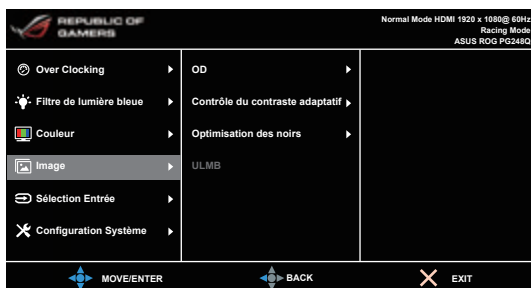 REPUBLIC OF
GAMERS
Normal Mode HDMI 1920 x 1080@ 60Hz
Racing Mode
ASUS ROG PG248Q
Over Clocking
Filtre de lumière bleue
Couleur
Image
Sélection Entrée
Configuration Système
OD
Contrôle du contraste adaptatif
Optimisation des noirs
ULMB
MOVE/ENTER
BACK
EXIT